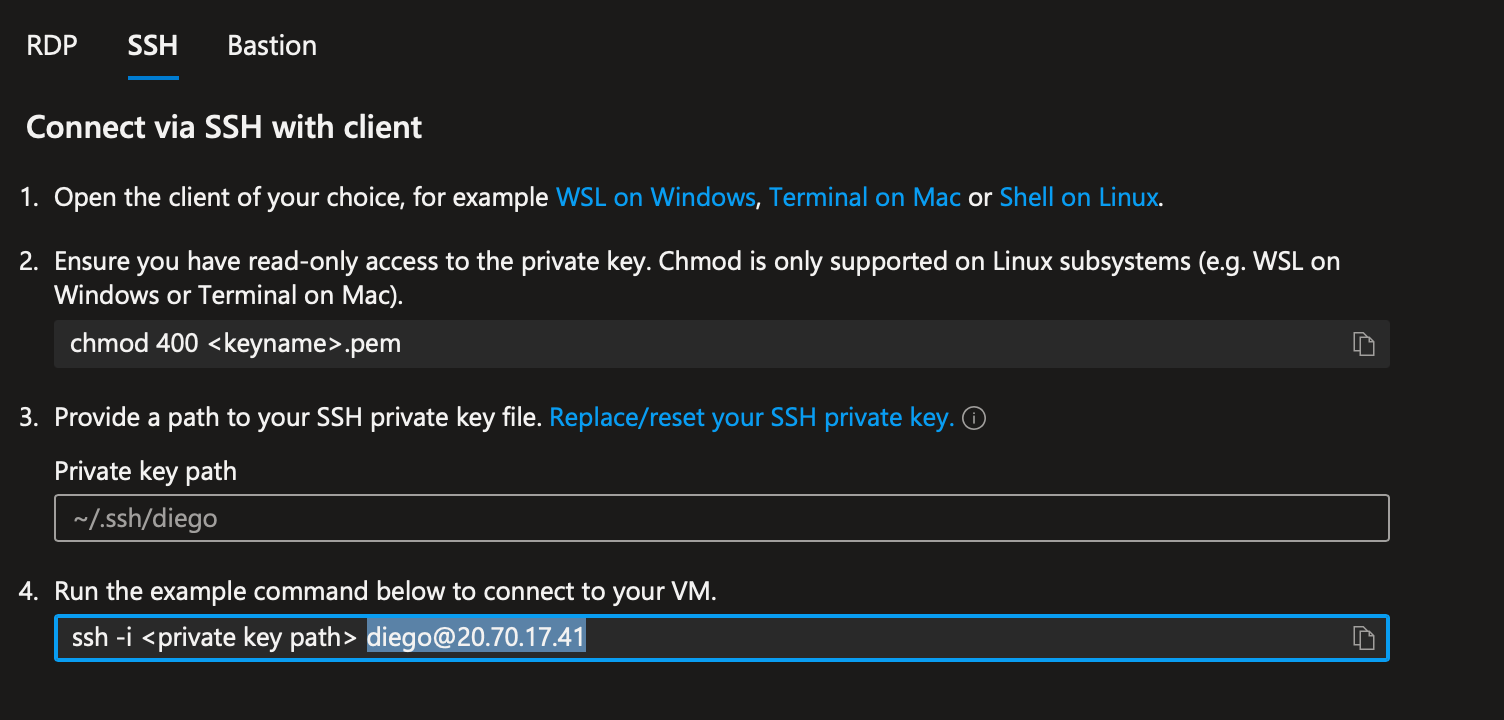 RDP SSH Bastion
Connect via SSH with client
1. Open the client of your choice, for example WSL on Windows, Terminal on Mac or Shell on Linux.
2. Ensure you have read-only access to the private key. Chmod is only supported on Linux subsystems (e.g. WSL on
Windows or Terminal on Mac).
chmod 400 <keyname>.pem
3. Provide a path to your SSH private key file. Replace/reset your SSH private key.
Private key path
~/.ssh/diego
4. Run the example command below to connect to your VM.
ssh -i <private key path> diego@20.70.17.41